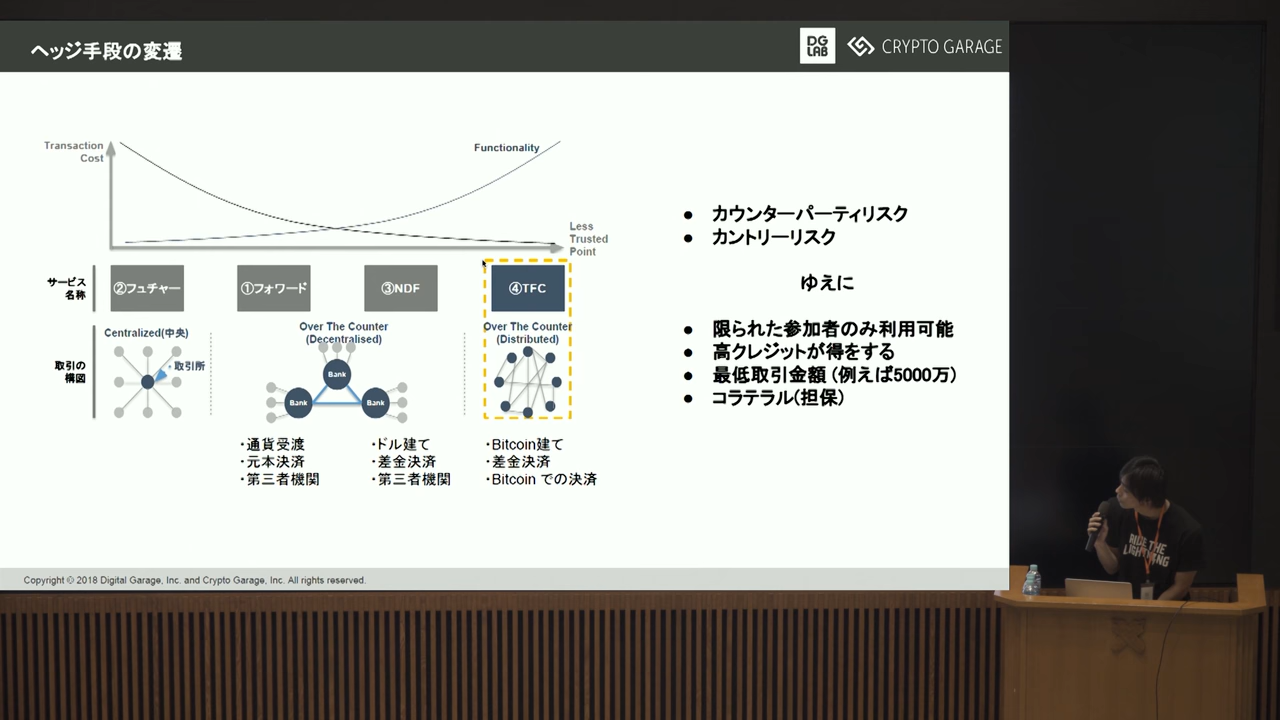 ヘッジ手段の変遷
DG
LAB
CRYPTO GARAGE
Transaction
Cost
Functionality
Less
Trusted
Point
サービス
名称
②フュチャー
①フォワード
③NDF
④TFC
取引の
構図
Centralized(中央)
・取引所
Over The Counter
(Decentralised)
Bank
Bank
Bank
Over The Counter
(Distributed)
・通貨受渡
・元本決済
・第三者機関
・ドル建て
・差金決済
・第三者機関
・Bitcoin建て
・差金決済
・Bitcoin での決済
● カウンターパーティリスク
● カントリーリスク
ゆえに
● 限られた参加者のみ利用可能
● 高クレジットが得をする
● 最低取引金額 (例えば5000万)
● コラテラル(担保)
Copyright © 2018 Digital Garage, Inc. and Crypto Garage, Inc. All rights reserved.
RIDE THE
LIGHTNING